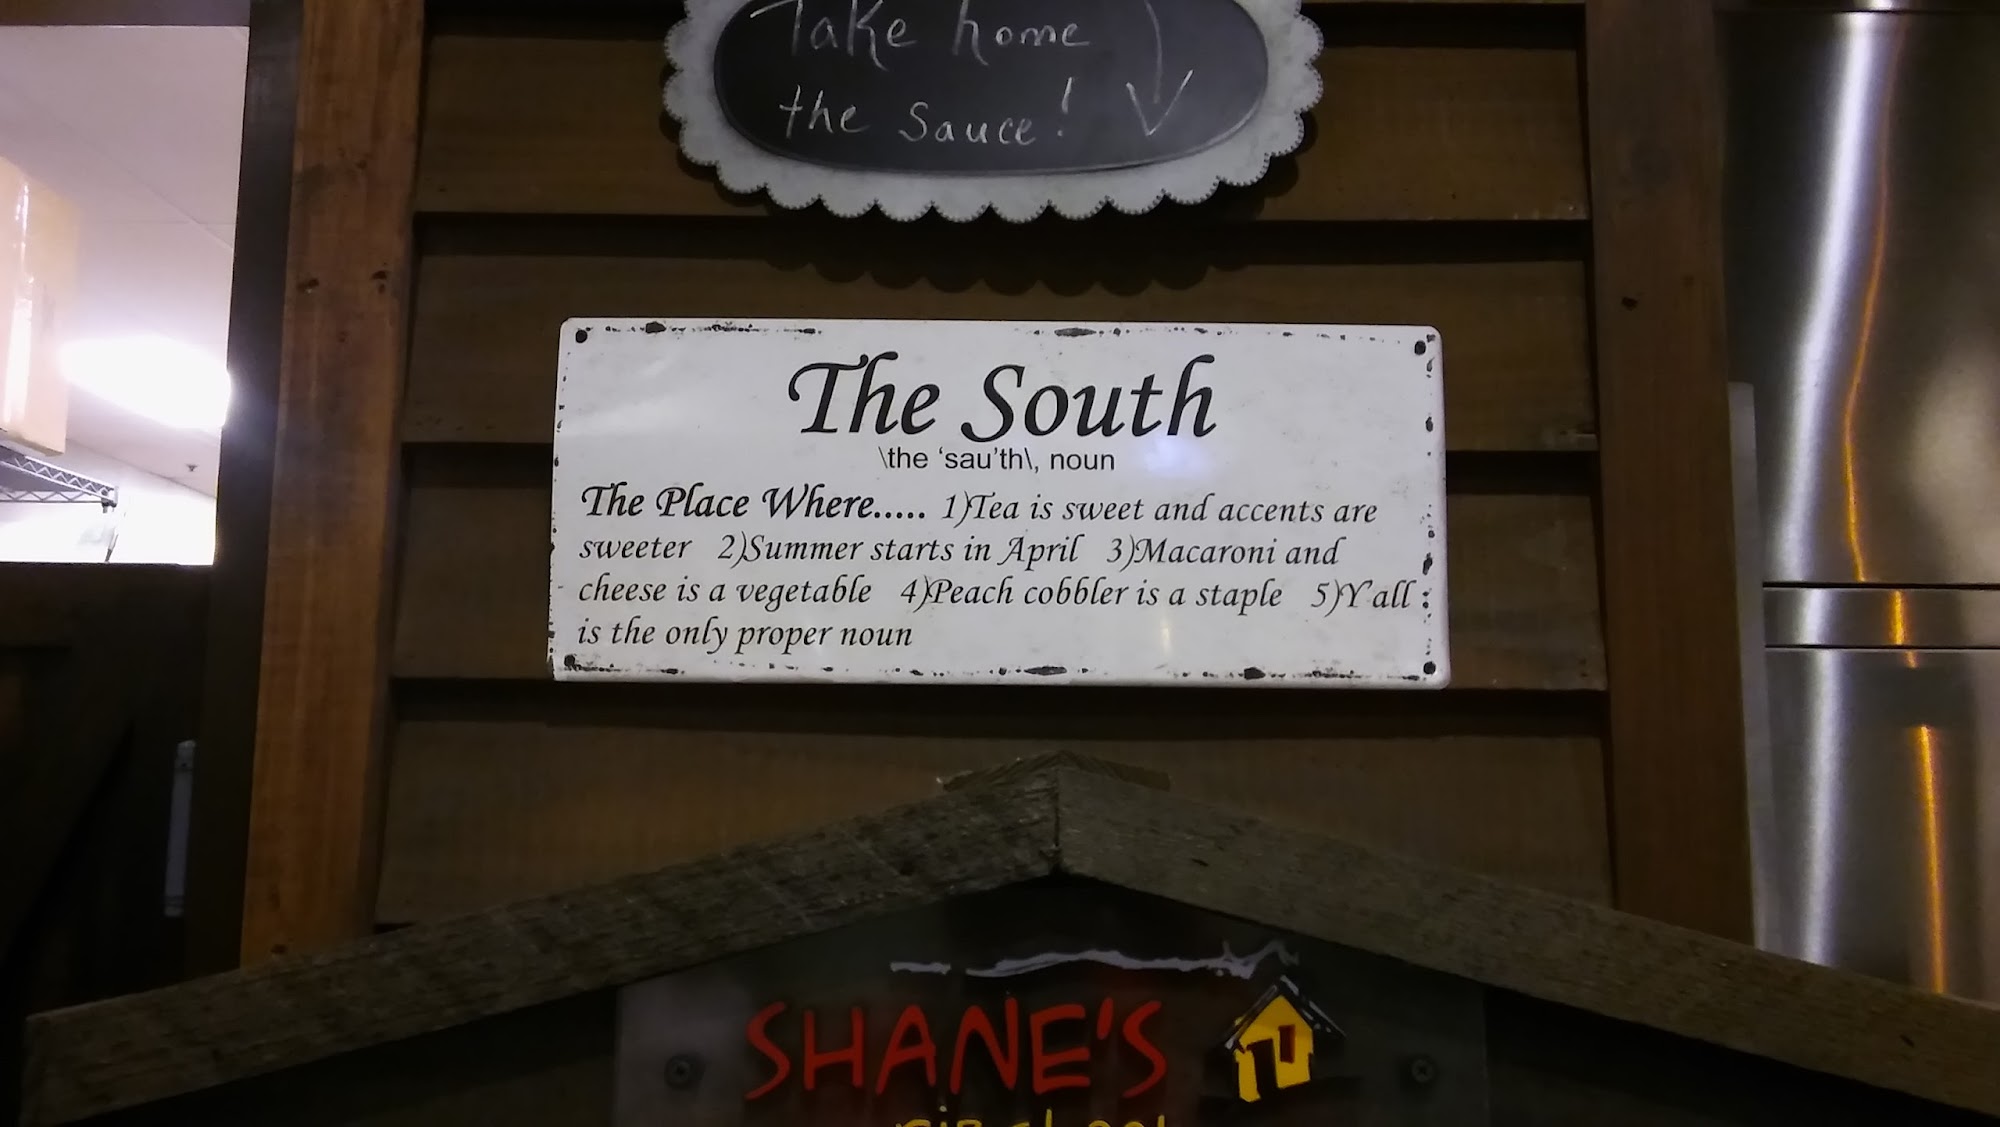 Take home
the sauce!
The South
\the ‘sau’th\, noun
The Place Where..... 1)Tea is sweet and accents are
sweeter 2)Summer starts in April 3)Macaroni and
cheese is a vegetable 4)Peach cobbler is a staple 5)Y'all
is the only proper noun
SHANE'S